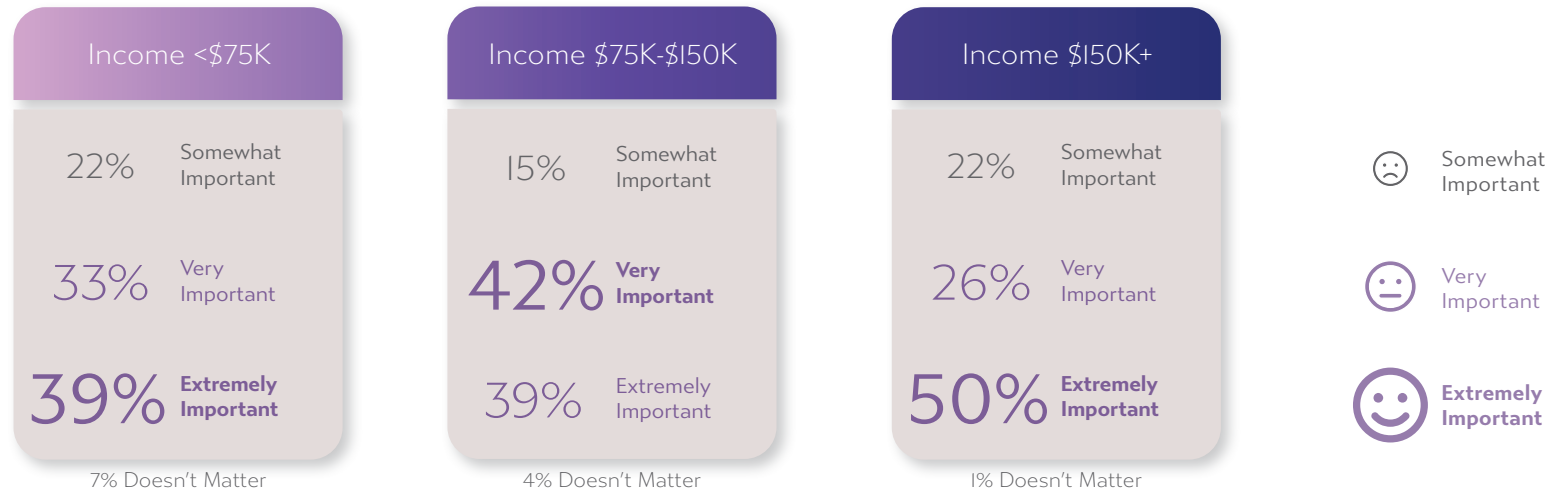 Income <$75K
22%
Somewhat
Important
33%
Very
Important
39%
Extremely
Important
7% Doesn't Matter
Income $75K-$150K
15%
Somewhat
Important
42%
Very
Important
39%
Extremely
Important
4% Doesn't Matter
Income $150K+
22%
Somewhat
Important
26%
Very
Important
50%
Extremely
Important
1% Doesn't Matter
Somewhat
Important
Very
Important
Extremely
Important